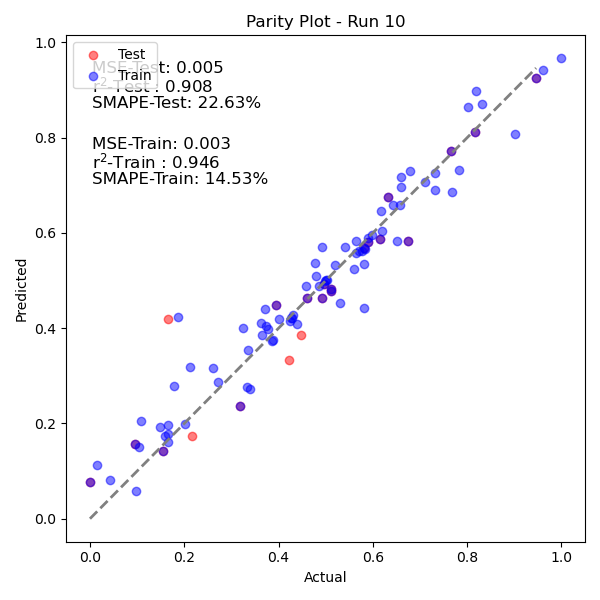 Parity Plot - Run 10
Test
Train
MSE-Test: 0.005
r²-Test : 0.908
SMAPE-Test: 22.63%
MSE-Train: 0.003
r²-Train : 0.946
SMAPE-Train: 14.53%
1.0
0.8
0.6
0.4
0.2
0.0
Predicted
0.0 0.2 0.4 0.6 0.8 1.0
Actual